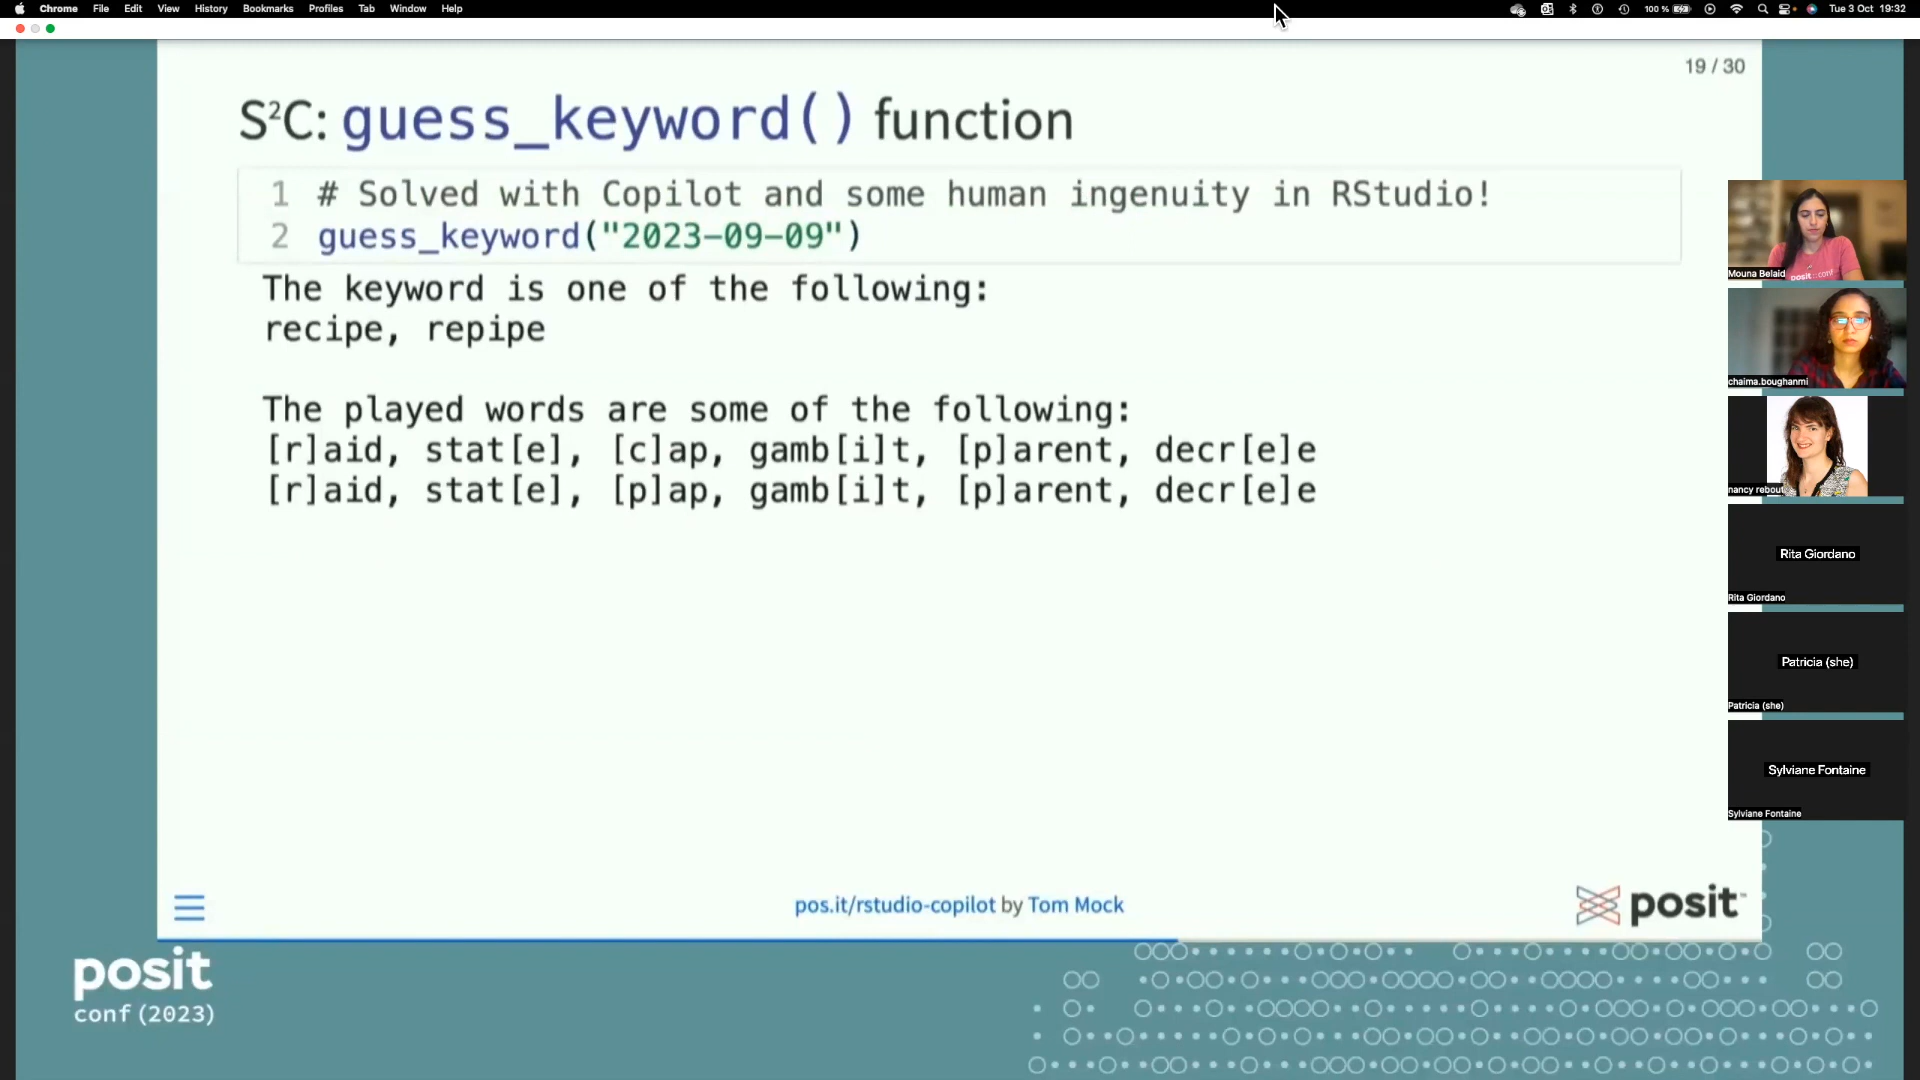 Chrome File Edit View History Bookmarks Profiles Tab Window Help
100 % Tue 3 Oct 19:32
19 / 30
S²C: guess_keyword() function
1 # Solved with Copilot and some human ingenuity in RStudio!
2 guess_keyword("2023-09-09")
The keyword is one of the following:
recipe, repipe
The played words are some of the following:
[r]aid, stat[e], [c]ap, gamb[i]t, [p]arent, decr[e]e
[r]aid, stat[e], [p]ap, gamb[i]t, [p]arent, decr[e]e
posit::conf
Mouna Belaid
chaima.boughanmi
nancy rebout
Rita Giordano
Rita Giordano
Patricia (she)
Patricia (she)
Sylviane Fontaine
Sylviane Fontaine
pos.it/rstudio-copilot by Tom Mock
posit™
posit
conf (2023)